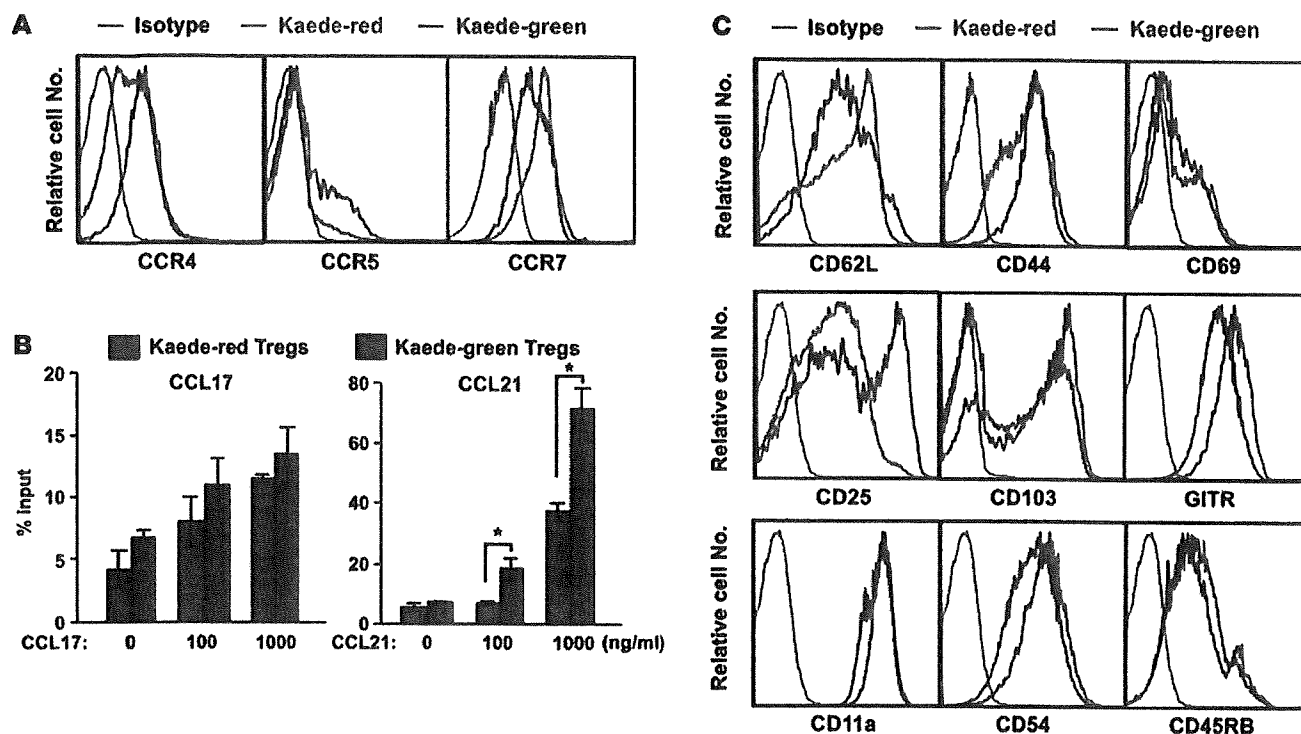 A
Isotype Kaede-red Kaede-green
Relative cell No.
CCR4 CCR5 CCR7
B
Kaede-red Tregs Kaede-green Tregs
CCL17 CCL21
% input
20
15
10
5
0
80
60
40
20
0
* *
CCL17: 0 100 1000 CCL21: 0 100 1000 (ng/ml)
C
Isotype Kaede-red Kaede-green
Relative cell No.
CD62L CD44 CD69
Relative cell No.
CD25 CD103 GITR
Relative cell No.
CD11a CD54 CD45RB